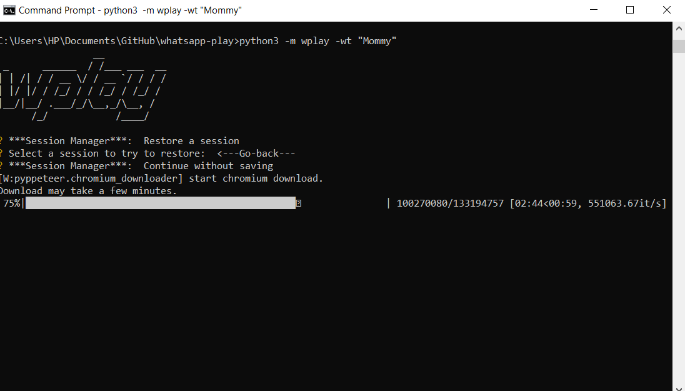 Command Prompt - python3 -m wplay -wt "Mommy"
C:\Users\HP\Documents\GitHub\whatsapp-play>python3 -m wplay -wt "Mommy"
wplay
? ***Session Manager***:  Restore a session
? Select a session to try to restore:  <---Go-back---
? ***Session Manager***:  Continue without saving
[W:pyppeteer.chromium_downloader] start chromium download.
Download may take a few minutes.
75%| | 100270080/133194757 [02:44<00:59, 551063.67it/s]